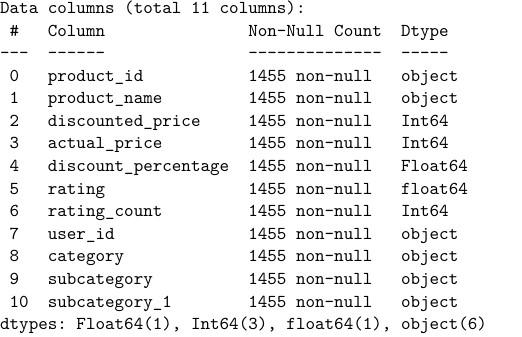 Data columns (total 11 columns):
 #   Column               Non-Null Count  Dtype
---  ------               --------------  -----
 0   product_id           1455 non-null   object
 1   product_name         1455 non-null   object
 2   discounted_price     1455 non-null   Int64
 3   actual_price         1455 non-null   Int64
 4   discount_percentage  1455 non-null   Float64
 5   rating               1455 non-null   float64
 6   rating_count         1455 non-null   Int64
 7   user_id              1455 non-null   object
 8   category             1455 non-null   object
 9   subcategory          1455 non-null   object
 10  subcategory_1        1455 non-null   object
dtypes: Float64(1), Int64(3), float64(1), object(6)